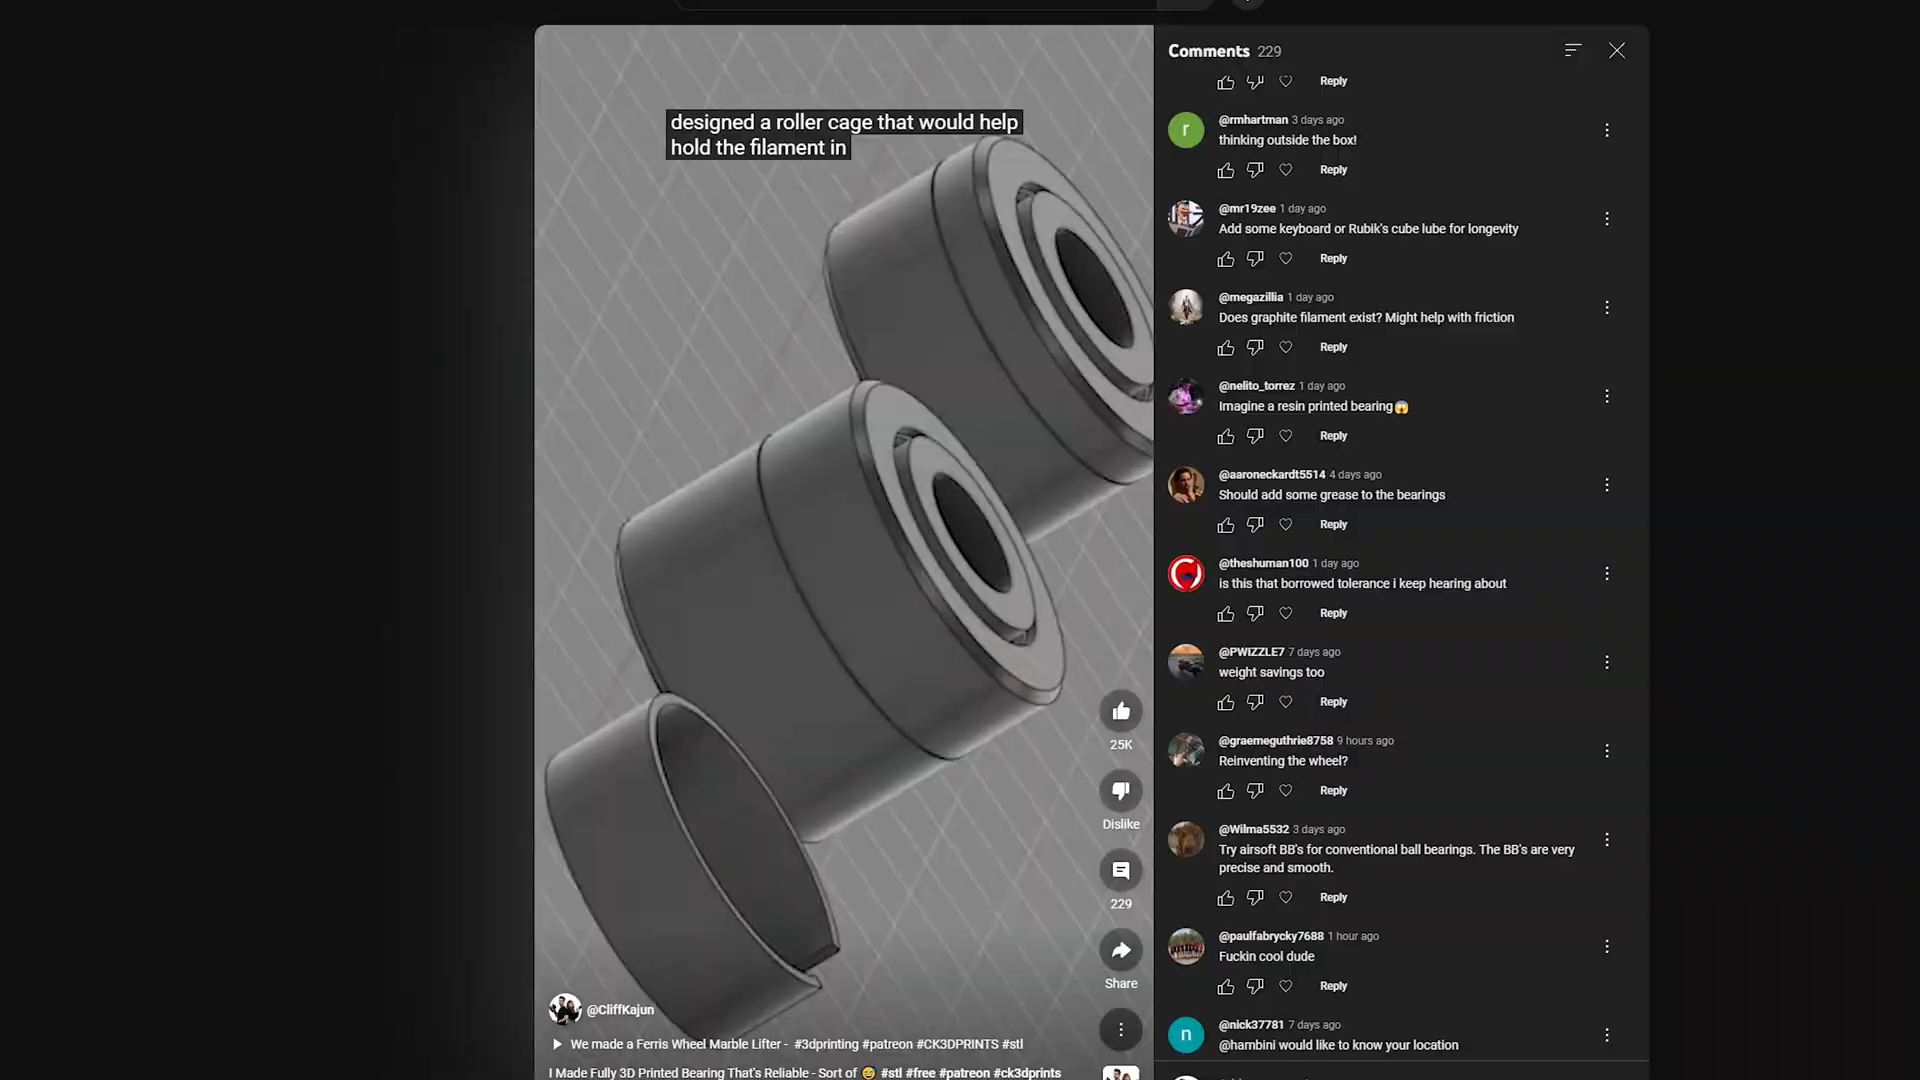 designed a roller cage that would help
hold the filament in
25K
Dislike
229
Share
@CliffKajun
We made a Ferris Wheel Marble Lifter - #3dprinting #patreon #CK3DPRINTS #stl
I Made Fully 3D Printed Bearing That's Reliable - Sort of 😅 #stl #free #patreon #ck3dprints
Comments 229
Reply
@rmhartman 3 days ago
thinking outside the box!
Reply
@mr19zee 1 day ago
Add some keyboard or Rubik's cube lube for longevity
Reply
@megazillia 1 day ago
Does graphite filament exist? Might help with friction
Reply
@nelito_torrez 1 day ago
Imagine a resin printed bearing😱
Reply
@aaroneckardt5514 4 days ago
Should add some grease to the bearings
Reply
@theshuman100 1 day ago
is this that borrowed tolerance i keep hearing about
Reply
@PWIZZLE7 7 days ago
weight savings too
Reply
@graemeguthrie8758 9 hours ago
Reinventing the wheel?
Reply
@Wilma5532 3 days ago
Try airsoft BB's for conventional ball bearings. The BB's are very
precise and smooth.
Reply
@paulfabrycky7688 1 hour ago
Fuckin cool dude
Reply
@nick37781 7 days ago
@hambini would like to know your location